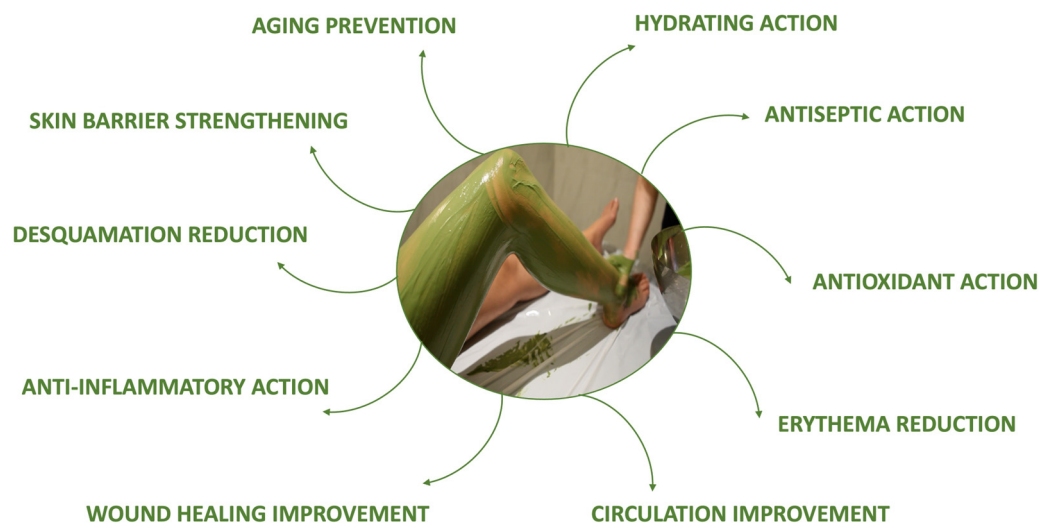 AGING PREVENTION
HYDRATING ACTION
SKIN BARRIER STRENGTHENING
ANTISEPTIC ACTION
DESQUAMATION REDUCTION
ANTIOXIDANT ACTION
ANTI-INFLAMMATORY ACTION
ERYTHEMA REDUCTION
WOUND HEALING IMPROVEMENT
CIRCULATION IMPROVEMENT